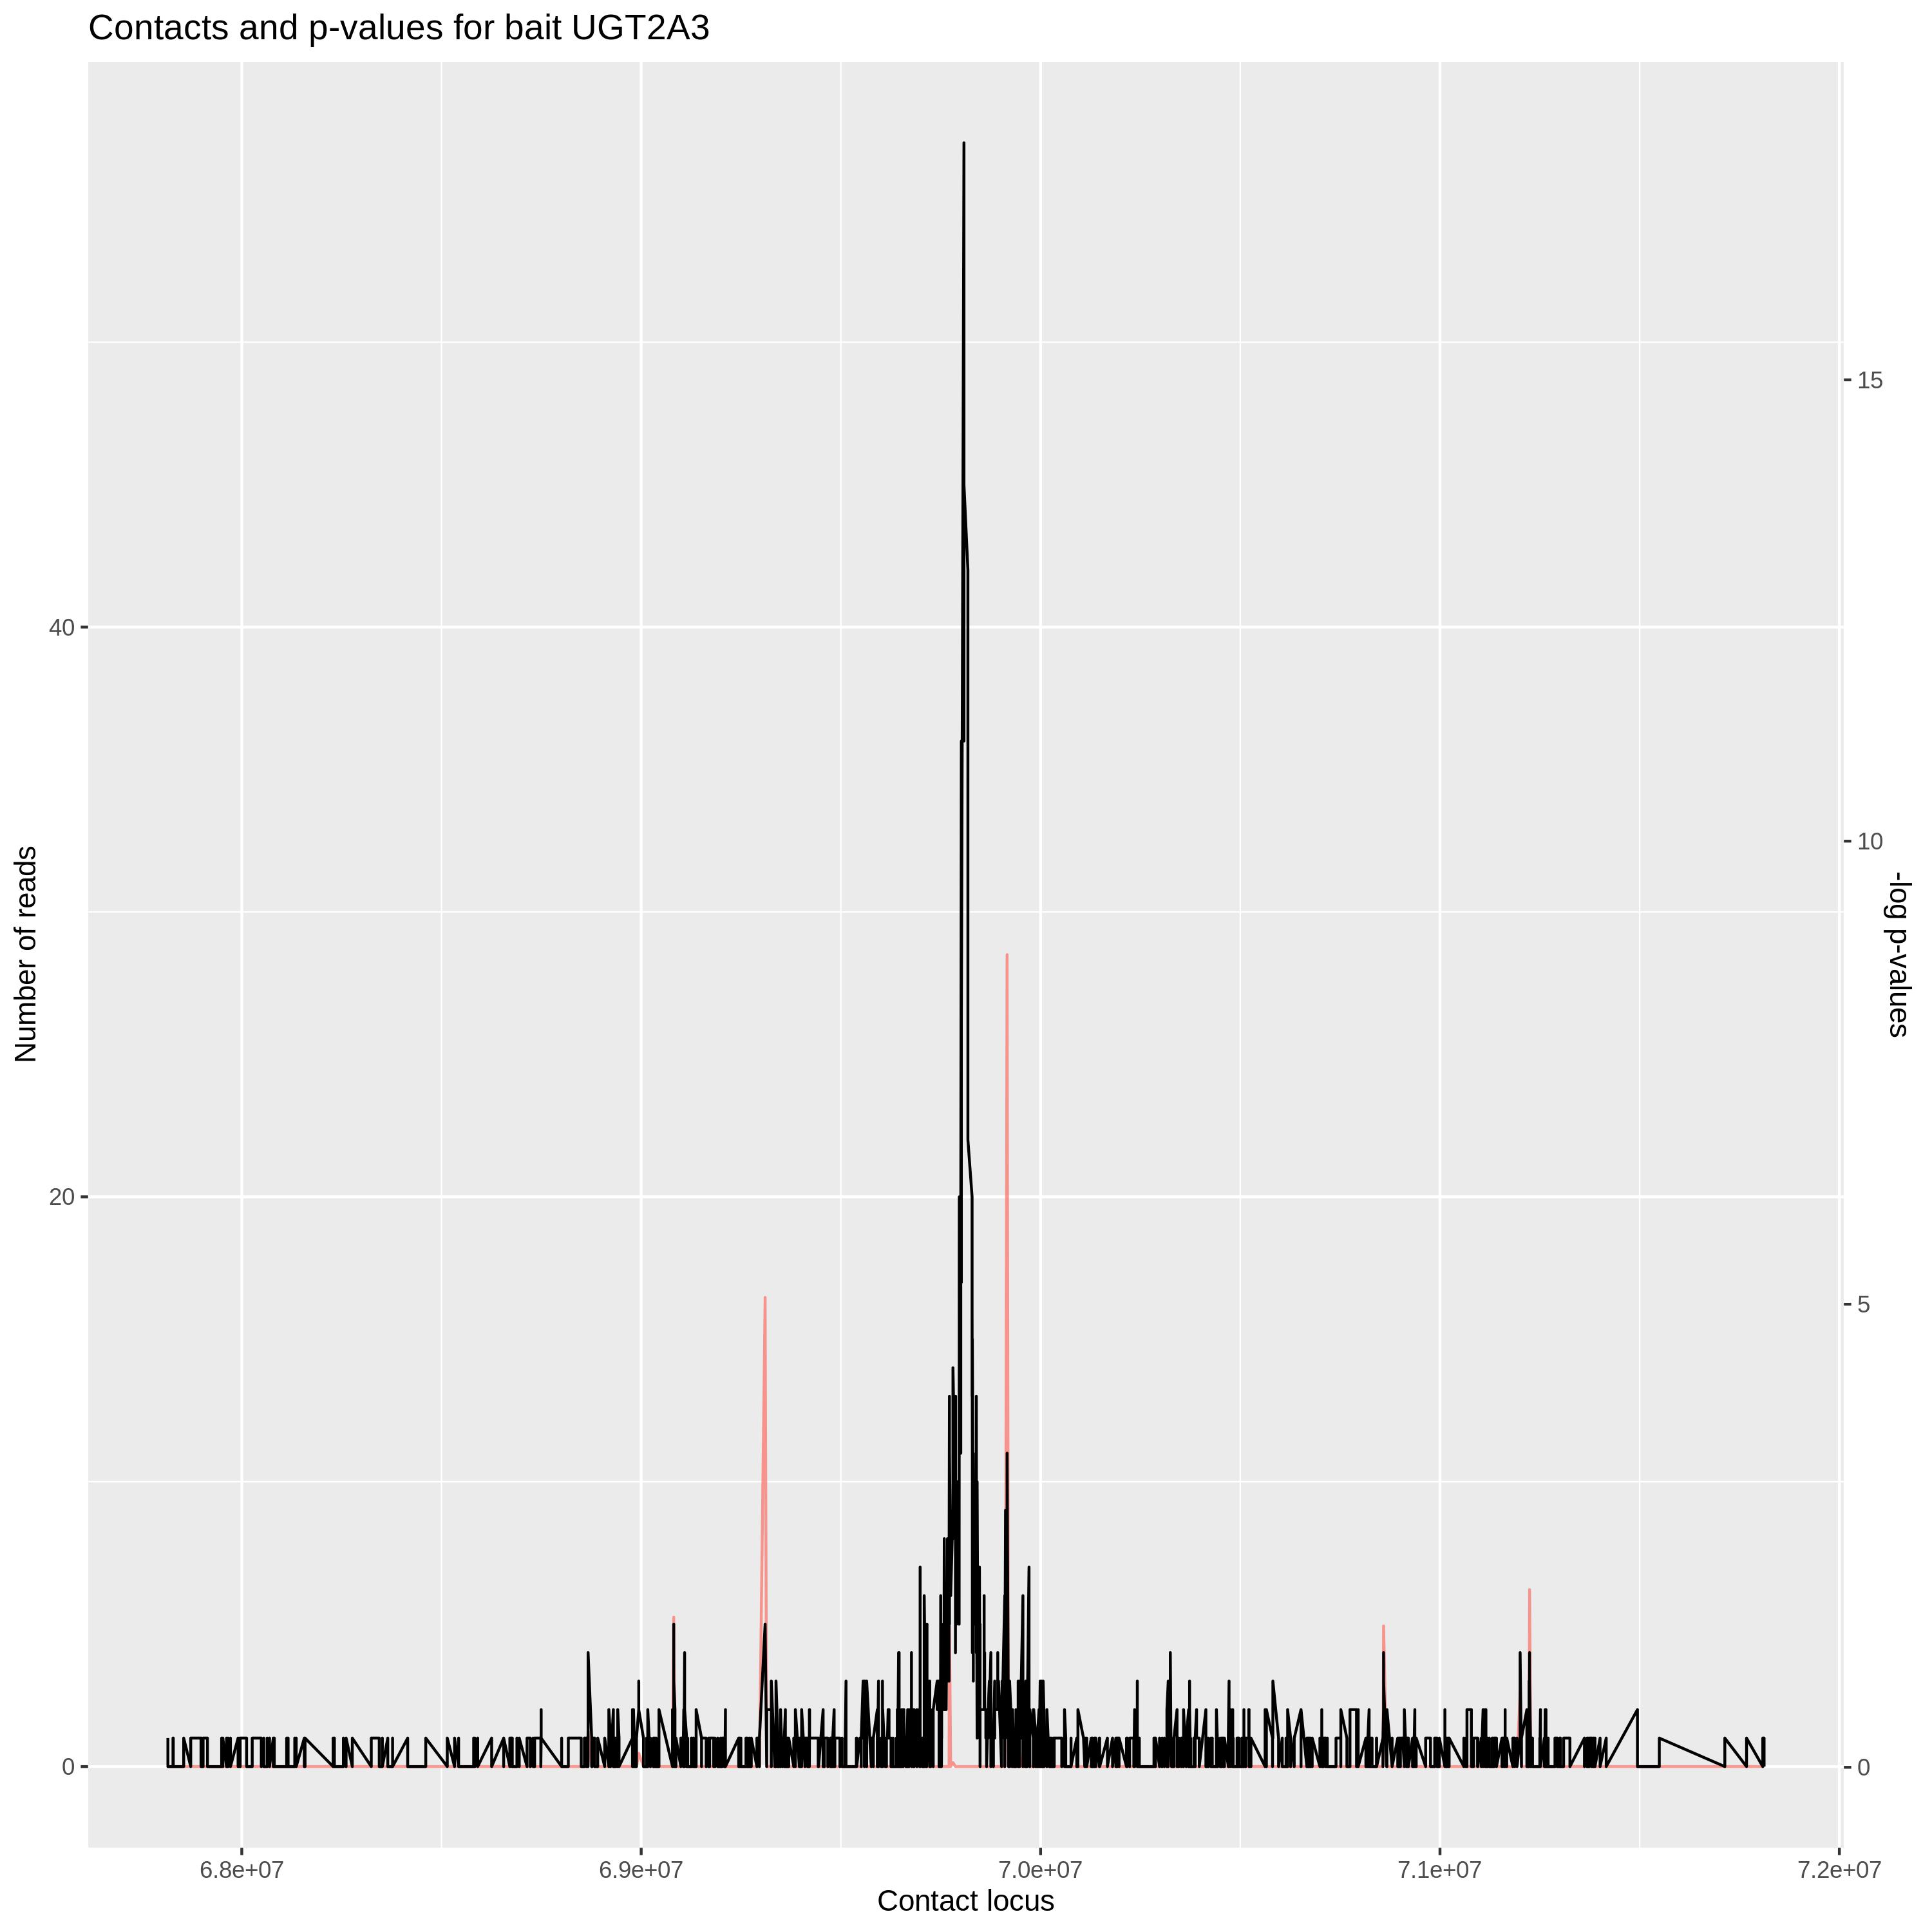 Contacts and p-values for bait UGT2A3
Number of reads
40
20
0
15
10
5
0
-log p-values
6.8e+07
6.9e+07
7.0e+07
7.1e+07
7.2e+07
Contact locus